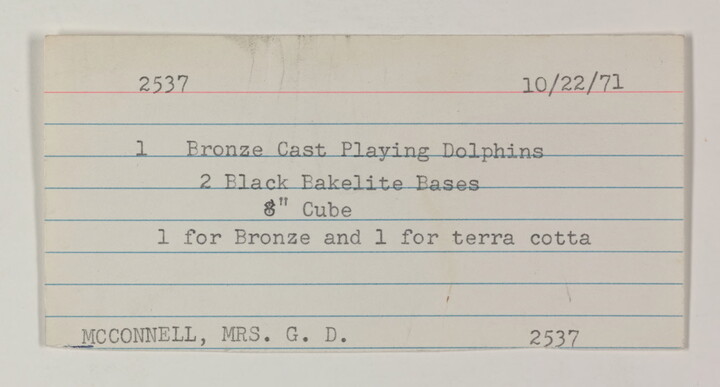 2537 10/22/71
1 Bronze Cast Playing Dolphins
2 Black Bakelite Bases
8" Cube
1 for Bronze and 1 for terra cotta
MCCONNELL, MRS. G. D. 2537